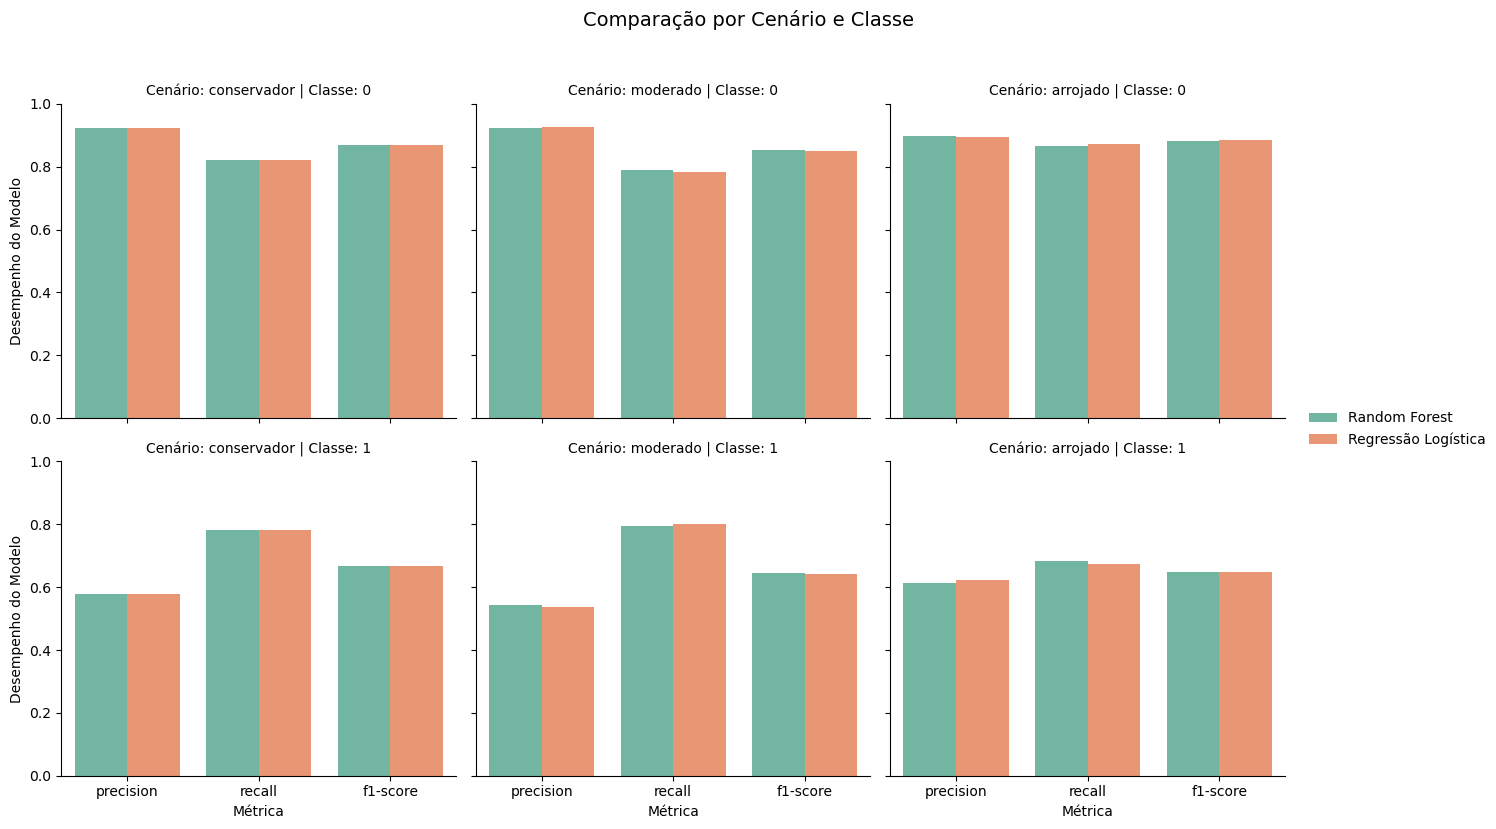 Comparação por Cenário e Classe
Cenário: conservador | Classe: 0
Cenário: moderado | Classe: 0
Cenário: arrojado | Classe: 0
Desempenho do Modelo
1.0
0.8
0.6
0.4
0.2
0.0
Random Forest
Regressão Logística
Cenário: conservador | Classe: 1
Cenário: moderado | Classe: 1
Cenário: arrojado | Classe: 1
Desempenho do Modelo
1.0
0.8
0.6
0.4
0.2
0.0
precision recall f1-score
precision recall f1-score
precision recall f1-score
Métrica
Métrica
Métrica